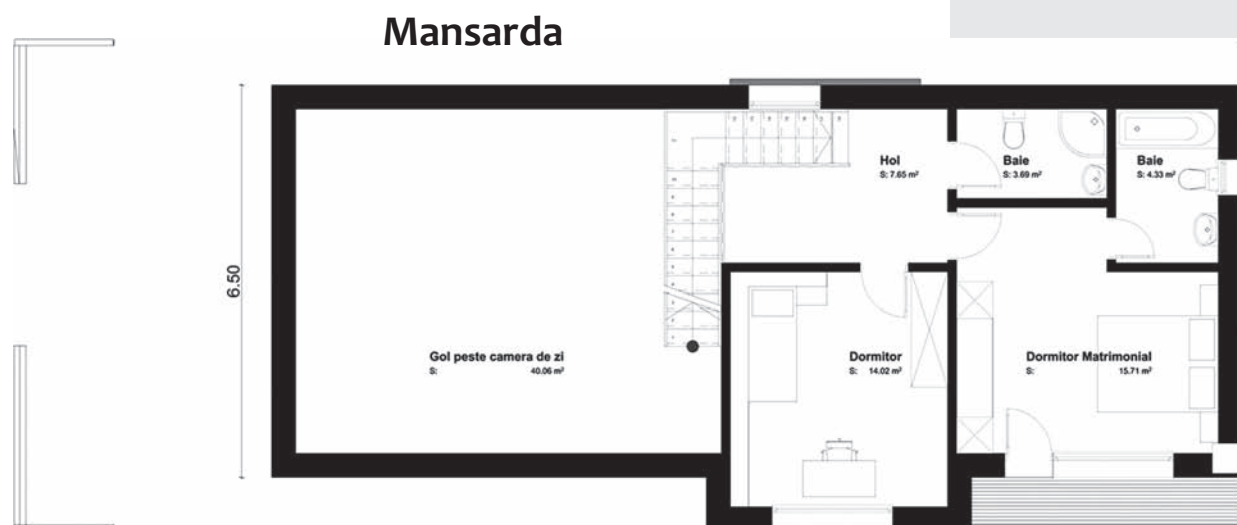 Mansarda
6.50
Hol
S: 7.65 m²
Baie
S: 3.69 m²
Baie
S: 4.33 m²
Gol peste camera de zi
S: 40.06 m²
Dormitor
S: 14.02 m²
Dormitor Matrimonial
S: 15.71 m²